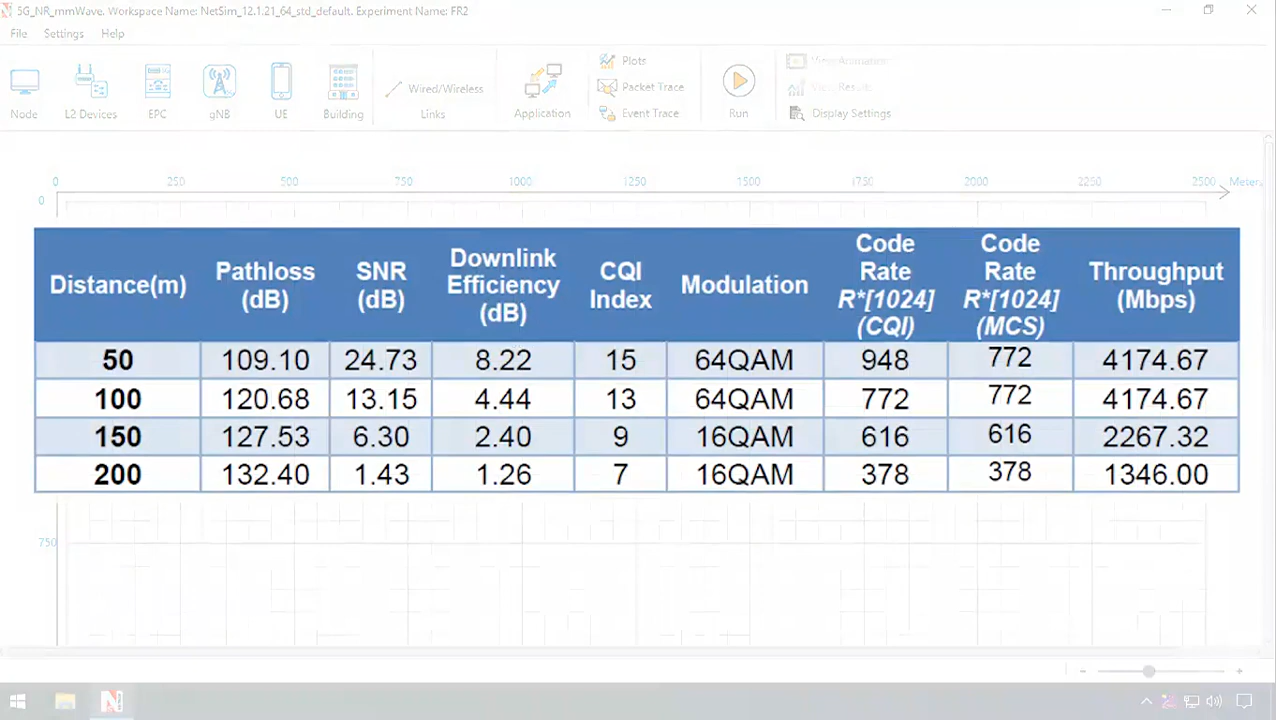 5G_NR_mmWave. Workspace Name: NetSim_12.1.21_64_std_default. Experiment Name: FR2
File Settings Help
Plots
View Animation
Wired/Wireless
Packet Trace
View Results
Node L2 Devices EPC gNB UE Building Links Application Event Trace Run Display Settings
0 250 500 750 1000 1250 1500 1750 2000 2250 2500 Meter,
0
Distance(m) Pathloss (dB) SNR (dB) Downlink Efficiency (dB) CQI Index Modulation Code Rate R*[1024] (CQI) Code Rate R*[1024] (MCS) Throughput (Mbps)
50 109.10 24.73 8.22 15 64QAM 948 772 4174.67
100 120.68 13.15 4.44 13 64QAM 772 772 4174.67
150 127.53 6.30 2.40 9 16QAM 616 616 2267.32
200 132.40 1.43 1.26 7 16QAM 378 378 1346.00
750